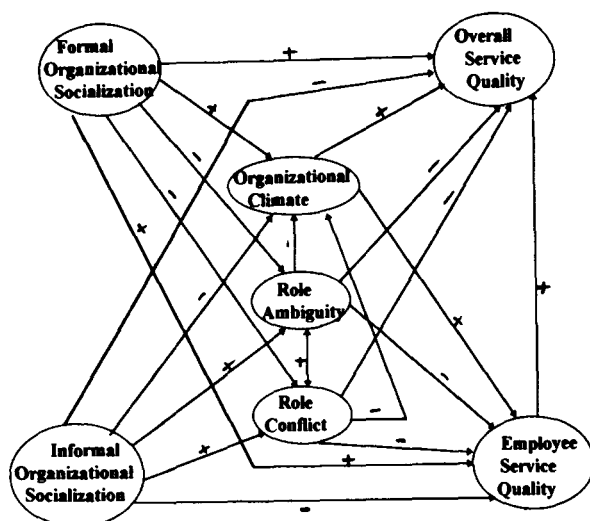 Formal
Organizational
Socialization
Overall
Service
Quality
+
-
+
+
-
-
-
Organizational
Climate
-
+
-
-
Role
Ambiguity
+
+
+
-
Role
Conflict
-
-
+
+
-
Informal
Organizational
Socialization
Employee
Service
Quality